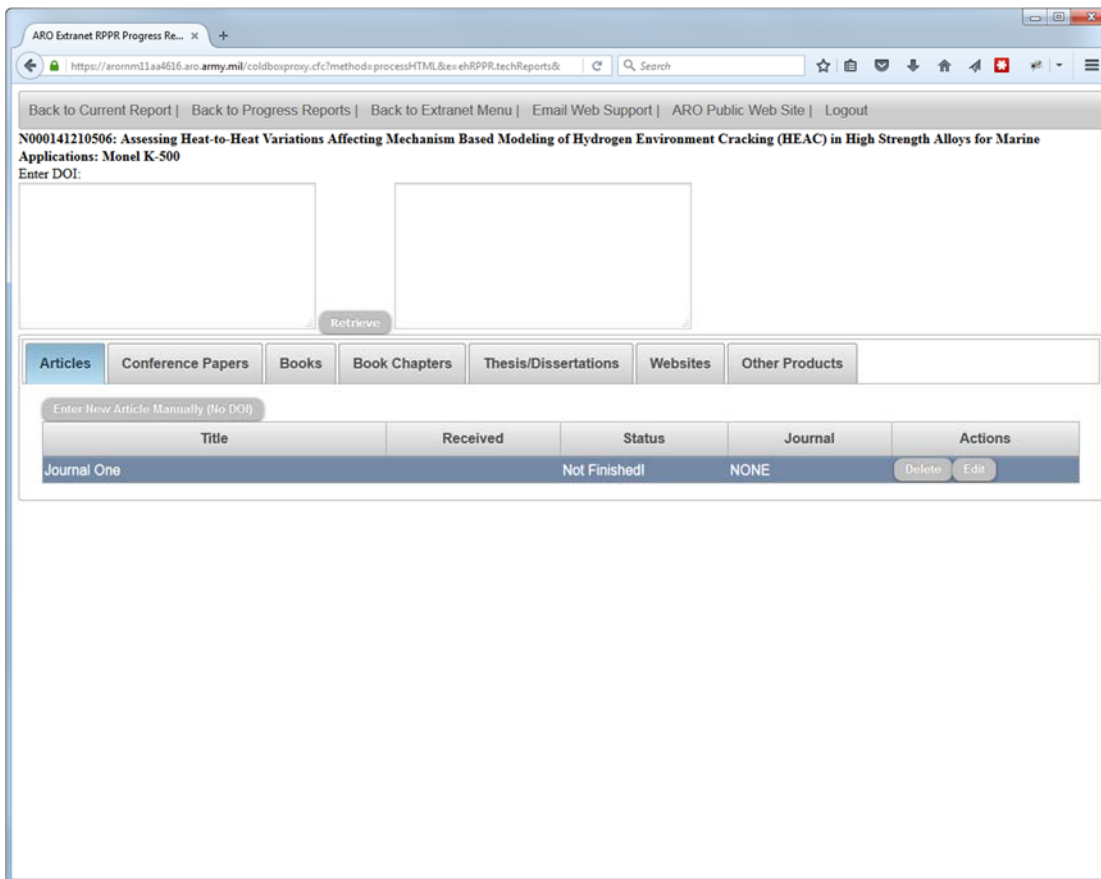 ARO Extranet RPPR Progress Re...
https://arornm11aa4616.aro.army.mil/coldboxproxy.cfc?method=processHTML&e=ehRPPR.techReports&
Search
Back to Current Report | Back to Progress Reports | Back to Extranet Menu | Email Web Support | ARO Public Web Site | Logout
N000141210506: Assessing Heat-to-Heat Variations Affecting Mechanism Based Modeling of Hydrogen Environment Cracking (HEAC) in High Strength Alloys for Marine
Applications: Monel K-500
Enter DOI:
Retrieve
Articles Conference Papers Books Book Chapters Thesis/Dissertations Websites Other Products
Enter New Article Manually (No DOI)
Title Received Status Journal Actions
Journal One Not Finished! NONE Delete Edit